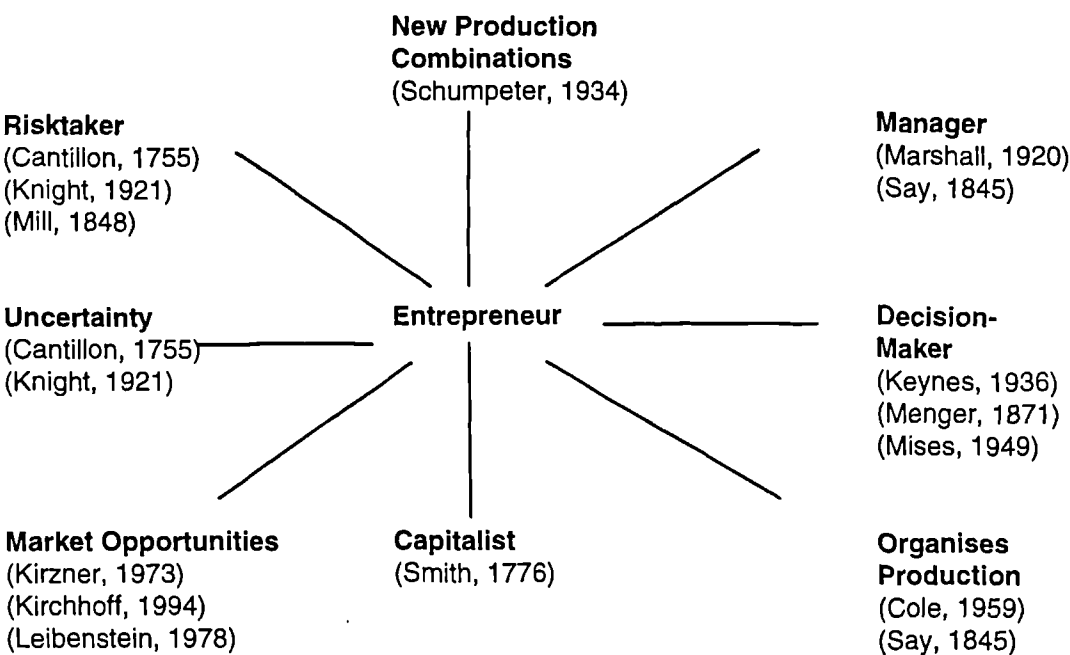 New Production
Combinations
(Schumpeter, 1934)
Risktaker
(Cantillon, 1755)
(Knight, 1921)
(Mill, 1848)
Manager
(Marshall, 1920)
(Say, 1845)
Uncertainty
(Cantillon, 1755)
(Knight, 1921)
Entrepreneur
Decision-
Maker
(Keynes, 1936)
(Menger, 1871)
(Mises, 1949)
Market Opportunities
(Kirzner, 1973)
(Kirchhoff, 1994)
(Leibenstein, 1978)
Capitalist
(Smith, 1776)
Organises
Production
(Cole, 1959)
(Say, 1845)